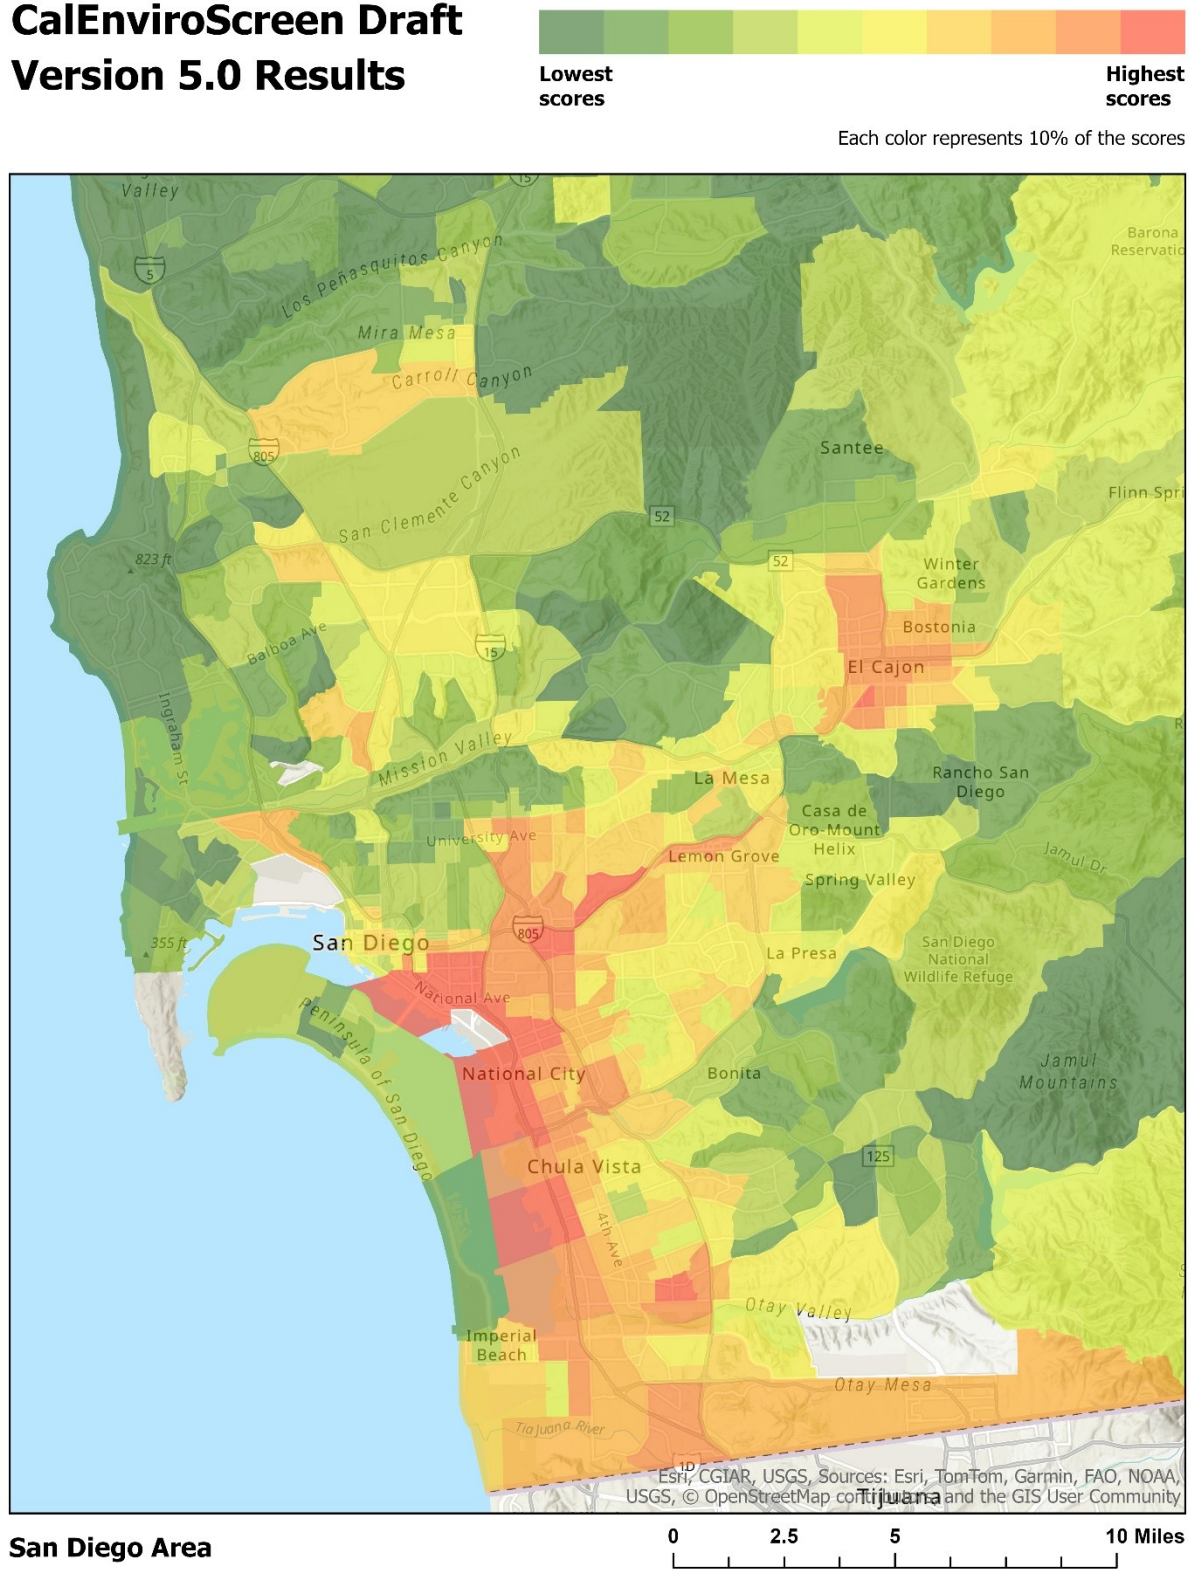 CalEnviroScreen Draft
Version 5.0 Results
Lowest
scores
Highest
scores
Each color represents 10% of the scores
Valley
15
Barona
5
Los Peñasquitos Canyon
Mira Mesa
Carroll Canyon
805
Santee
San Clemente Canyon
52
823 ft
52
Winter
Gardens
Balboa Ave
15
Bostonia
El Cajon
Ingraham St
Mission Valley
La Mesa
Rancho San
Diego
University Ave
Casa de
Oro-Mount
Helix
Lemon Grove
Jamul Dr
Spring Valley
805
355 ft
San Diego
La Presa
San Diego
National
Wildlife Refuge
National Ave
Peninsula of San Diego
National City
Bonita
Jamul
Mountains
Chula Vista
125
4th Ave
Otay Valley
Imperial
Beach
Otay Mesa
Tia Juana River
1D
Esri, CGIAR, USGS, Sources: Esri, TomTom, Garmin, FAO, NOAA,
USGS, © OpenStreetMap contributors, and the GIS User Community
Tijuana
San Diego Area
0 2.5 5 10 Miles